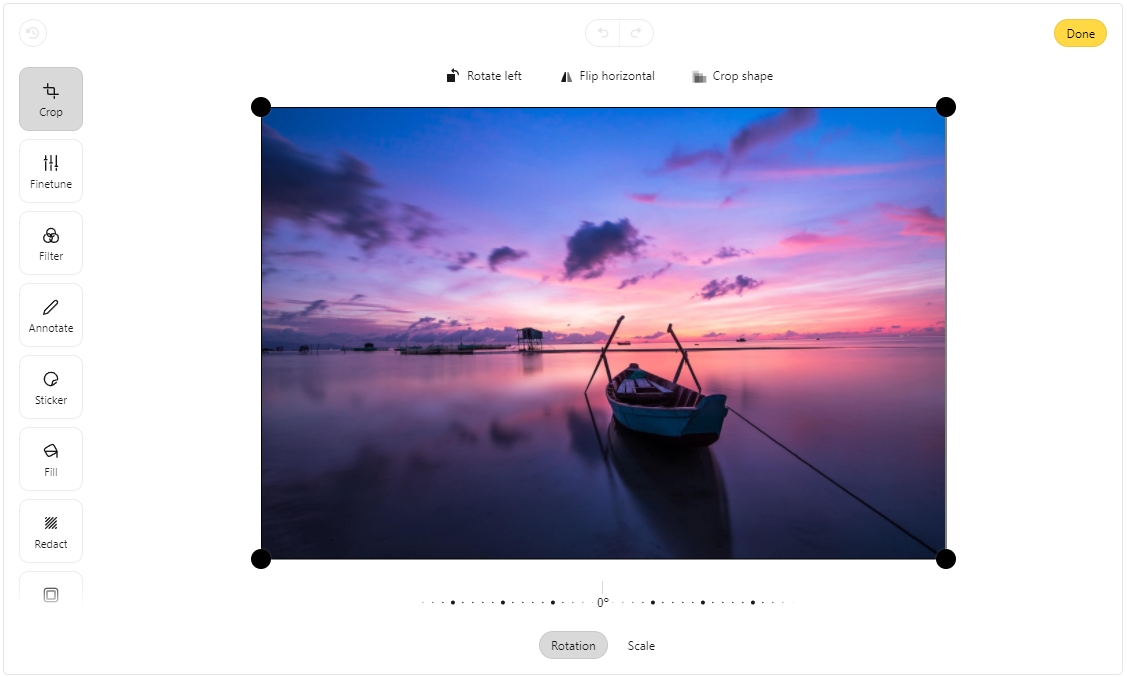 Done
Rotate left
Flip horizontal
Crop shape
Crop
Finetune
Filter
Annotate
Sticker
Fill
Redact
0°
Rotation
Scale